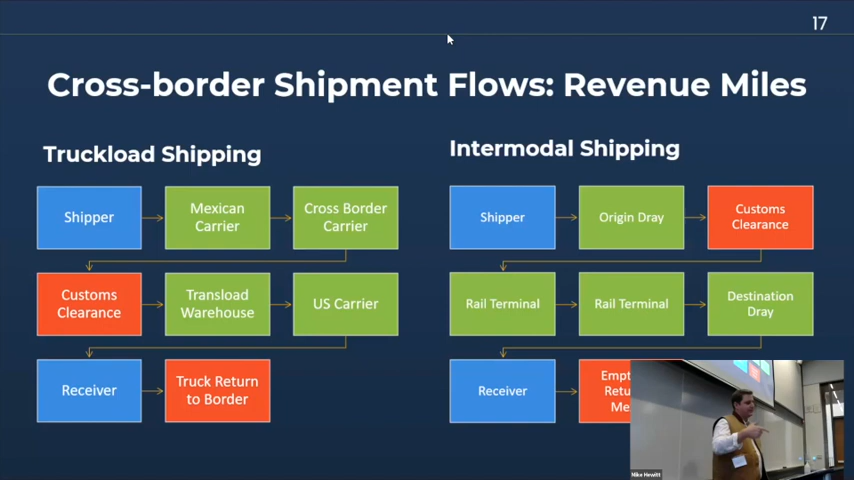 17
Cross-border Shipment Flows: Revenue Miles
Truckload Shipping
Shipper
Mexican
Carrier
Cross Border
Carrier
Customs
Clearance
Transload
Warehouse
US Carrier
Receiver
Truck Return
to Border
Intermodal Shipping
Shipper
Origin Dray
Customs
Clearance
Rail Terminal
Rail Terminal
Destination
Dray
Receiver
Mike Hewitt